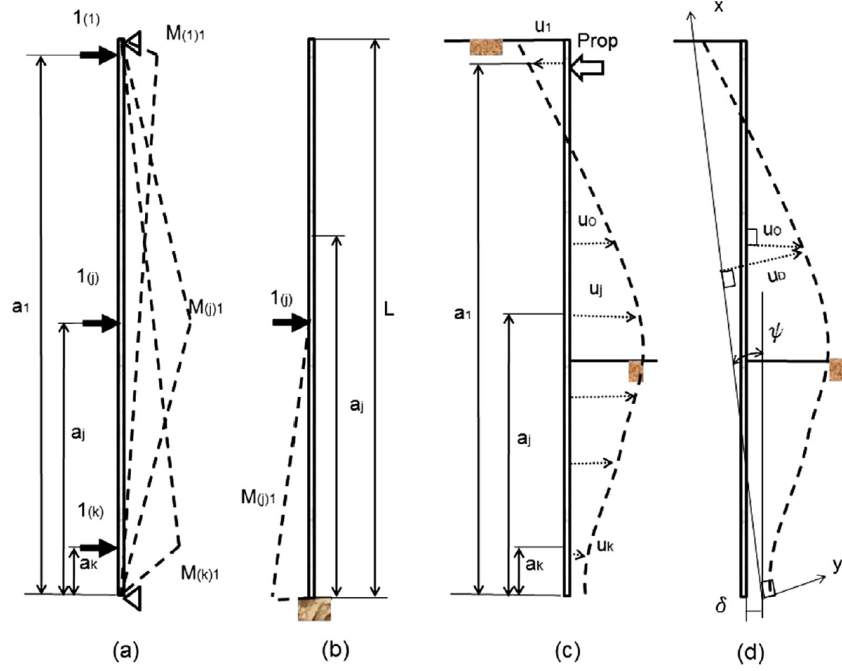 1(1)
M(1)1
a1
1(j)
M(j)1
aj
1(k)
ak
M(k)1
(a)
1(j)
L
aj
M(j)1
(b)
u1
Prop
uO
uj
a1
aj
ak
uk
(c)
x
uO
uD
ψ
y
δ
(d)